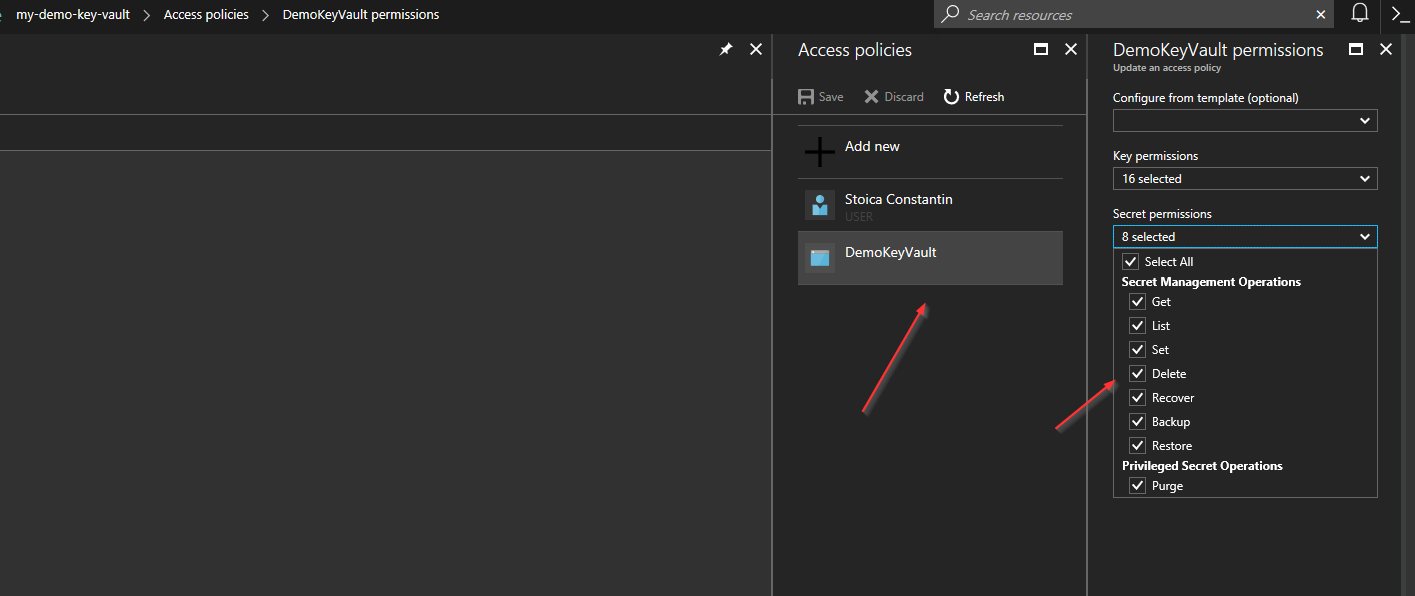 my-demo-key-vault > Access policies > DemoKeyVault permissions
Search resources
Access policies
Save Discard Refresh
Add new
Stoica Constantin
USER
DemoKeyVault
DemoKeyVault permissions
Update an access policy
Configure from template (optional)
Key permissions
16 selected
Secret permissions
8 selected
Select All
Secret Management Operations
Get
List
Set
Delete
Recover
Backup
Restore
Privileged Secret Operations
Purge